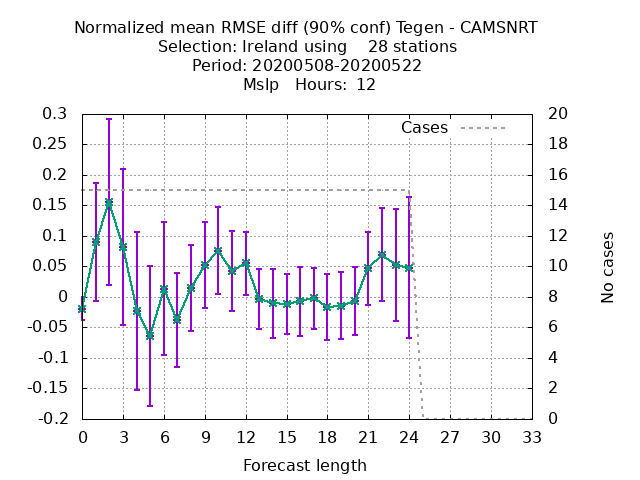 Normalized mean RMSE diff (90% conf) Tegen - CAMSNRT
Selection: Ireland using 28 stations
Period: 20200508-20200522
Mslp Hours: 12
0.3
0.25
0.2
0.15
0.1
0.05
0
-0.05
-0.1
-0.15
-0.2
Cases
20
18
16
14
12
10
8
6
4
2
0
No cases
0 3 6 9 12 15 18 21 24 27 30 33
Forecast length